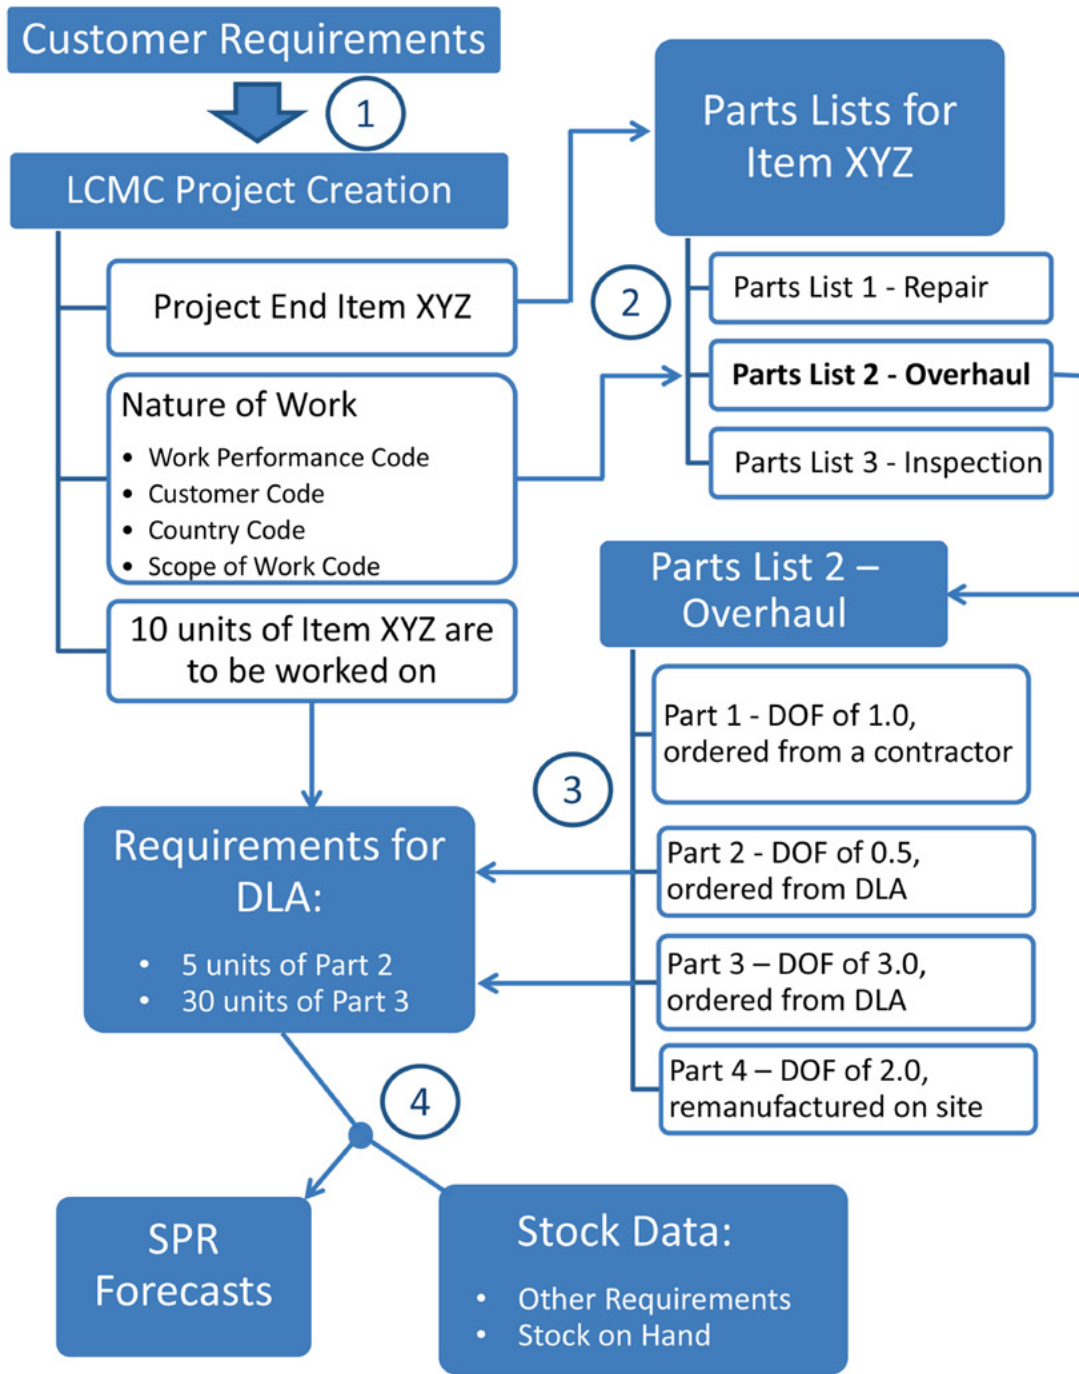 Customer Requirements
1
LCMC Project Creation
Project End Item XYZ
Nature of Work
• Work Performance Code
• Customer Code
• Country Code
• Scope of Work Code
10 units of Item XYZ are
to be worked on
Parts Lists for
Item XYZ
2
Parts List 1 - Repair
Parts List 2 - Overhaul
Parts List 3 - Inspection
Parts List 2 –
Overhaul
3
Part 1 - DOF of 1.0,
ordered from a contractor
Part 2 - DOF of 0.5,
ordered from DLA
Part 3 – DOF of 3.0,
ordered from DLA
Part 4 – DOF of 2.0,
remanufactured on site
Requirements for
DLA:
• 5 units of Part 2
• 30 units of Part 3
4
SPR
Forecasts
Stock Data:
• Other Requirements
• Stock on Hand